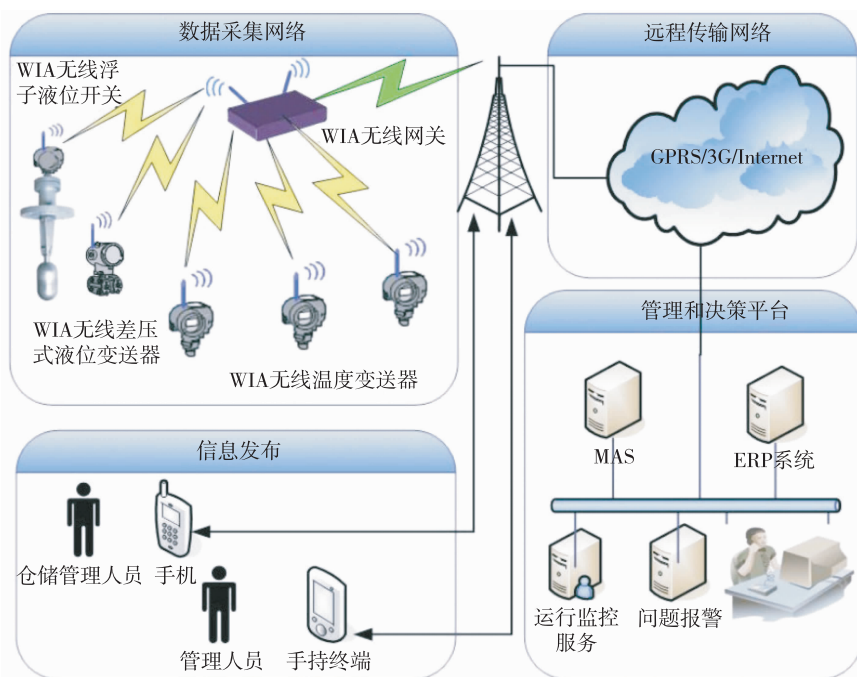 数据采集网络
WIA无线浮
子液位开关
WIA无线网关
WIA无线差压
式液位变送器
WIA无线温度变送器
远程传输网络
GPRS/3G/Internet
管理和决策平台
MAS
ERP系统
运行监控
服务
问题报警
信息发布
仓储管理人员
手机
管理人员
手持终端